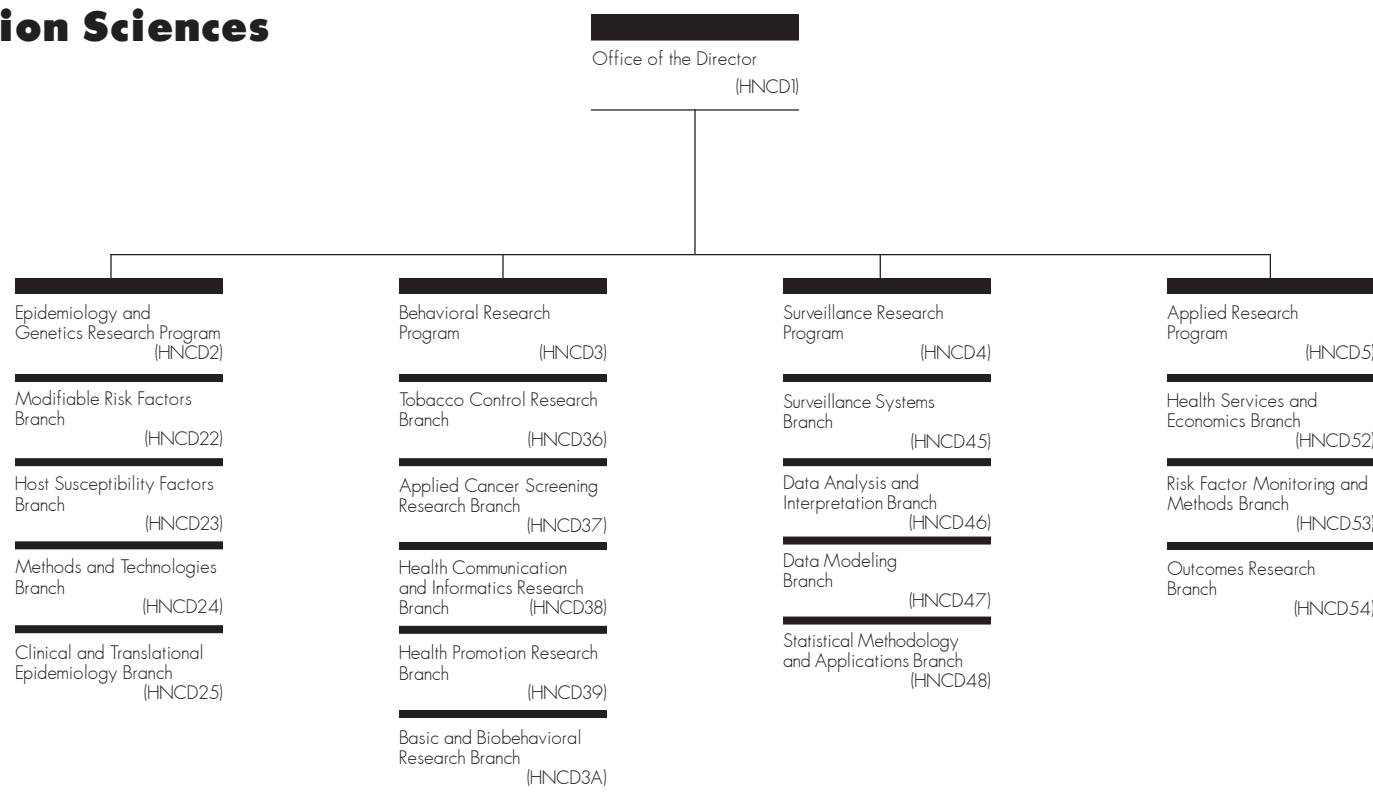 ion Sciences
Office of the Director
(HNCD1)
Epidemiology and
Genetics Research Program
(HNCD2)
Modifiable Risk Factors
Branch
(HNCD22)
Host Susceptibility Factors
Branch
(HNCD23)
Methods and Technologies
Branch
(HNCD24)
Clinical and Translational
Epidemiology Branch
(HNCD25)
Behavioral Research
Program
(HNCD3)
Tobacco Control Research
Branch
(HNCD36)
Applied Cancer Screening
Research Branch
(HNCD37)
Health Communication
and Informatics Research
Branch (HNCD38)
Health Promotion Research
Branch
(HNCD39)
Basic and Biobehavioral
Research Branch
(HNCD3A)
Surveillance Research
Program
(HNCD4)
Surveillance Systems
Branch
(HNCD45)
Data Analysis and
Interpretation Branch
(HNCD46)
Data Modeling
Branch
(HNCD47)
Statistical Methodology
and Applications Branch
(HNCD48)
Applied Research
Program
(HNCD5)
Health Services and
Economics Branch
(HNCD52)
Risk Factor Monitoring and
Methods Branch
(HNCD53)
Outcomes Research
Branch
(HNCD54)